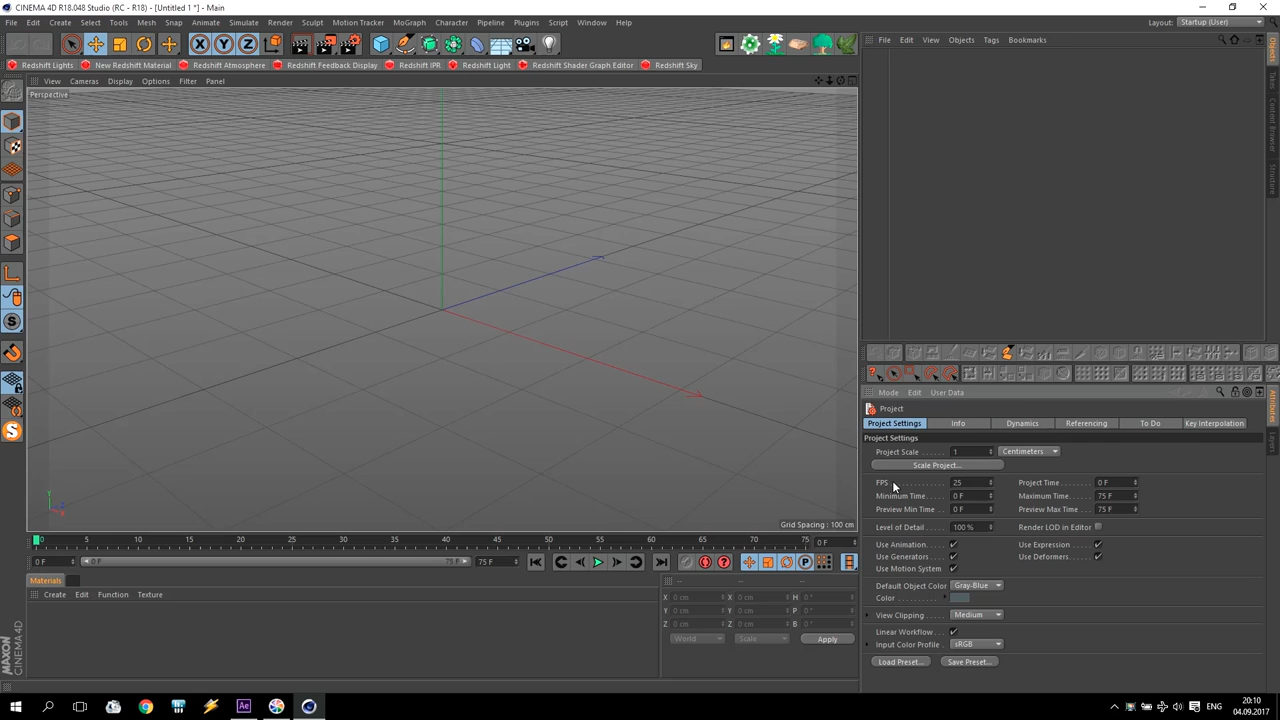 CINEMA 4D R18.048 Studio (RC - R18) - [Untitled 1 *] - Main
File Edit Create Select Tools Mesh Snap Animate Simulate Render Sculpt Motion Tracker MoGraph Character Pipeline Plugins Script Window Help
Layout: Startup (User)
File Edit View Objects Tags Bookmarks
Redshift Lights New Redshift Material Redshift Atmosphere Redshift Feedback Display Redshift IPR Redshift Light Redshift Shader Graph Editor Redshift Sky
View Cameras Display Options Filter Panel
Perspective
Objects
Takes
Content Browser
Structure
Y
Z
X
Grid Spacing : 100 cm
Mode Edit User Data
Project
Project Settings Info Dynamics Referencing To Do Key Interpolation
Project Settings
Project Scale 1 Centimeters
Scale Project...
FPS 25 Project Time 0 F
Minimum Time 0 F Maximum Time 75 F
Preview Min Time 0 F Preview Max Time 75 F
Level of Detail 100 % Render LOD in Editor
Use Animation Use Expression
Use Generators Use Deformers
Use Motion System
Default Object Color Gray-Blue
Color
View Clipping Medium
Linear Workflow
Input Color Profile sRGB
Load Preset... Save Preset...
Attributes
Layers
0 5 10 15 20 25 30 35 40 45 50 55 60 65 70 75 0 F
0 F 0 F 75 F 75 F
Materials
Create Edit Function Texture
-- -- --
X 0 cm X 0 cm H 0 °
Y 0 cm Y 0 cm P 0 °
Z 0 cm Z 0 cm B 0 °
World Scale Apply
MAXON
CINEMA 4D
Ae
ENG
20:10
04.09.2017